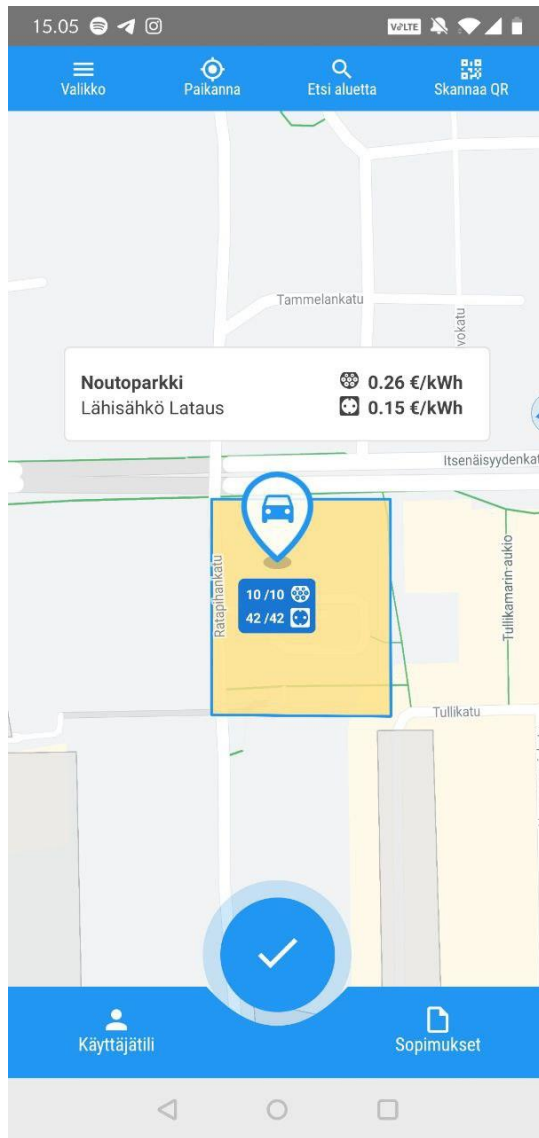 15.05
VoLTE
Valikko
Paikanna
Etsi aluetta
Skannaa QR
Tammelankatu
vokatu
Noutoparkki
0.26 €/kWh
Lähisähkö Lataus
0.15 €/kWh
Itsenäisyydenkat
Ratapihankatu
10/10
42/42
Tullikamarin-aukio
Tullikatu
Käyttäjätili
Sopimukset